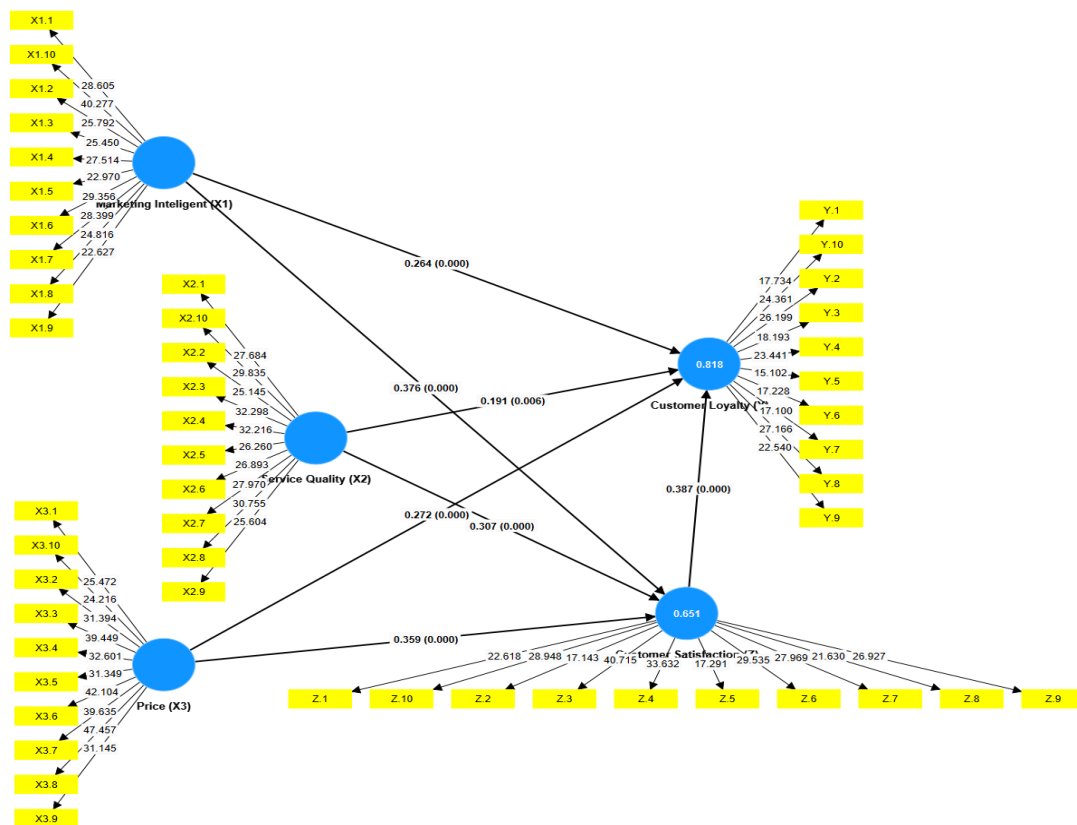 X1.1
X1.10
X1.2
X1.3
X1.4
X1.5
X1.6
X1.7
X1.8
X1.9
28.605
40.277
25.792
25.450
27.514
22.970
29.356
28.399
24.816
22.627
Marketing Inteligent (X1)
X2.1
X2.10
X2.2
X2.3
X2.4
X2.5
X2.6
X2.7
X2.8
X2.9
27.684
29.835
25.145
32.298
32.216
26.260
26.893
27.970
30.755
25.604
Service Quality (X2)
X3.1
X3.10
X3.2
X3.3
X3.4
X3.5
X3.6
X3.7
X3.8
X3.9
25.472
24.216
31.394
39.449
32.601
31.349
42.104
39.635
47.457
31.145
Price (X3)
0.264 (0.000)
0.376 (0.000)
0.191 (0.006)
0.272 (0.000)
0.307 (0.000)
0.359 (0.000)
0.387 (0.000)
0.818
Customer Loyalty (Y)
17.734
24.361
26.199
18.193
23.441
15.102
17.228
17.100
27.166
22.540
Y.1
Y.10
Y.2
Y.3
Y.4
Y.5
Y.6
Y.7
Y.8
Y.9
0.651
Customer Satisfaction (Z)
22.618 28.948 17.143 40.715 33.632 17.291 29.535 27.969 21.630 26.927
Z.1 Z.10 Z.2 Z.3 Z.4 Z.5 Z.6 Z.7 Z.8 Z.9